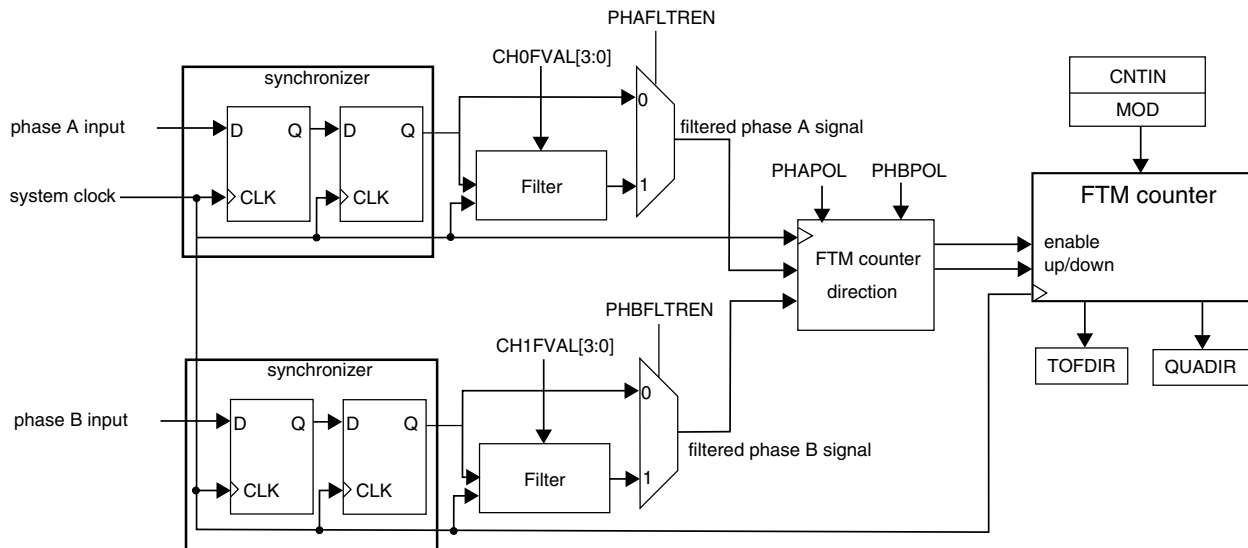 PHAFLTREN
CH0FVAL[3:0]
synchronizer
CNTIN
MOD
phase A input
D Q D Q
0
filtered phase A signal
system clock
CLK CLK
Filter
1
PHAPOL PHBPOL
FTM counter
enable
up/down
FTM counter
direction
PHBFLTREN
CH1FVAL[3:0]
synchronizer
TOFDIR QUADIR
phase B input
D Q D Q
0
filtered phase B signal
CLK CLK
Filter
1